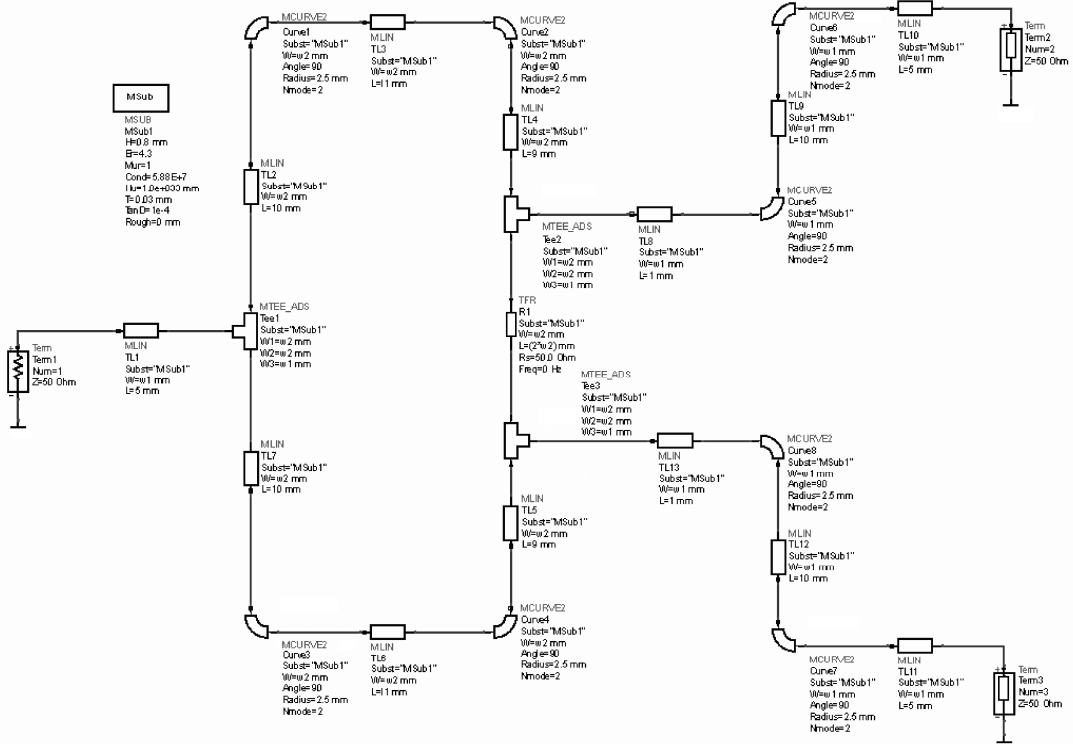 MCURVE2
Curve1
Subst="MSub1"
W=w2 mm
Angle=90
Radius=2.5 mm
Nmode=2
MLIN
TL3
Subst="MSub1"
W=w2 mm
L=l1 mm
MCURVE2
Curve2
Subst="MSub1"
W=w2 mm
Angle=90
Radius=2.5 mm
Nmode=2
MCURVE2
Curve6
Subst="MSub1"
W=w1 mm
Angle=90
Radius=2.5 mm
Nmode=2
MLIN
TL10
Subst="MSub1"
W=w1 mm
L=5 mm
Term
Term2
Num=2
Z=50 Ohm
MSub
MSUB
MSub1
H=0.8 mm
Er=4.3
Mur=1
Cond=5.88E+7
Hu=1.0e+033 mm
T=0.03 mm
TanD=1e-4
Rough=0 mm
MLIN
TL4
Subst="MSub1"
W=w2 mm
L=9 mm
MLIN
TL9
Subst="MSub1"
W=w1 mm
L=10 mm
MLIN
TL2
Subst="MSub1"
W=w2 mm
L=10 mm
MCURVE2
Curve5
Subst="MSub1"
W=w1 mm
Angle=90
Radius=2.5 mm
Nmode=2
MTEE_ADS
Tee2
Subst="MSub1"
W1=w2 mm
W2=w2 mm
W3=w1 mm
MLIN
TL8
Subst="MSub1"
W=w1 mm
L=1 mm
MTEE_ADS
Tee1
Subst="MSub1"
W1=w2 mm
W2=w2 mm
W3=w1 mm
TFR
R1
Subst="MSub1"
W=w2 mm
L=(2*w2) mm
Rs=50.0 Ohm
Freq=0 Hz
Term
Term1
Num=1
Z=50 Ohm
MLIN
TL1
Subst="MSub1"
W=w1 mm
L=5 mm
MTEE_ADS
Tee3
Subst="MSub1"
W1=w2 mm
W2=w2 mm
W3=w1 mm
MLIN
TL7
Subst="MSub1"
W=w2 mm
L=10 mm
MLIN
TL13
Subst="MSub1"
W=w1 mm
L=1 mm
MCURVE2
Curve8
Subst="MSub1"
W=w1 mm
Angle=90
Radius=2.5 mm
Nmode=2
MLIN
TL5
Subst="MSub1"
W=w2 mm
L=9 mm
MLIN
TL12
Subst="MSub1"
W=w1 mm
L=10 mm
MCURVE2
Curve3
Subst="MSub1"
W=w2 mm
Angle=90
Radius=2.5 mm
Nmode=2
MLIN
TL6
Subst="MSub1"
W=w2 mm
L=l1 mm
MCURVE2
Curve4
Subst="MSub1"
W=w2 mm
Angle=90
Radius=2.5 mm
Nmode=2
MCURVE2
Curve7
Subst="MSub1"
W=w1 mm
Angle=90
Radius=2.5 mm
Nmode=2
MLIN
TL11
Subst="MSub1"
W=w1 mm
L=5 mm
Term
Term3
Num=3
Z=50 Ohm